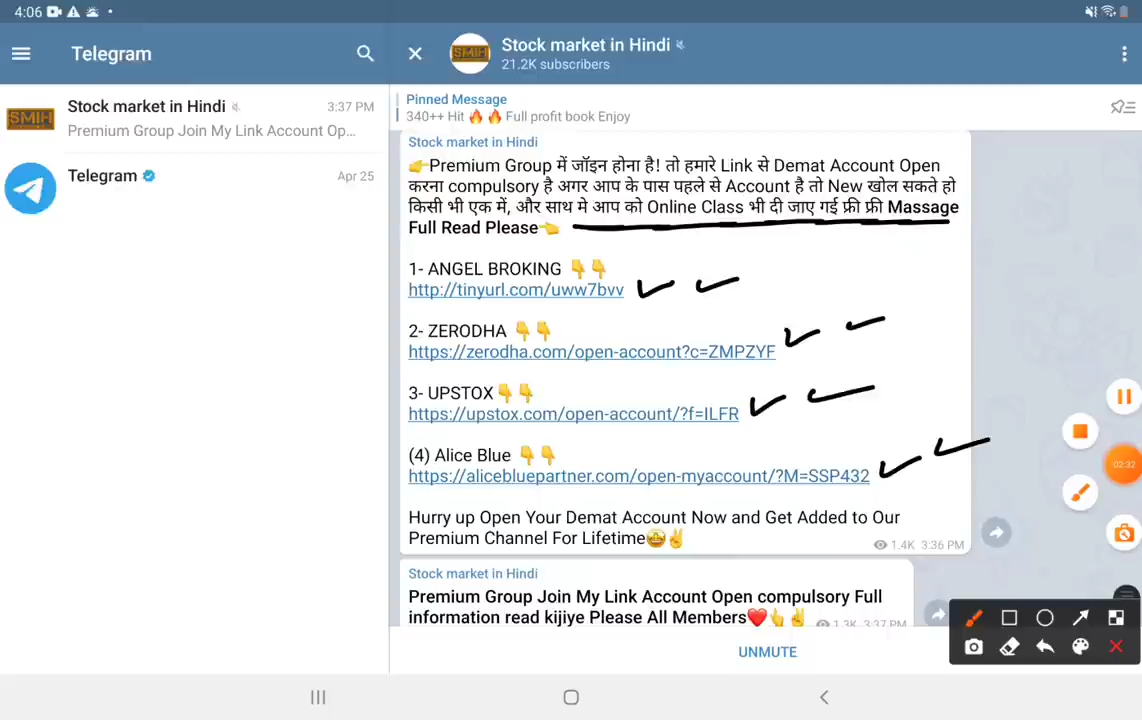 4:06
Telegram
Stock market in Hindi
3:37 PM
Premium Group Join My Link Account Op...
Telegram
Apr 25
SMIH
SMIH
Stock market in Hindi
21.2K subscribers
Pinned Message
340++ Hit 🔥 🔥 Full profit book Enjoy
Stock market in Hindi
👉Premium Group में जॉइन होना है! तो हमारे Link से Demat Account Open
करना compulsory है अगर आप के पास पहले से Account है तो New खोल सकते हो
किसी भी एक में, और साथ मे आप को Online Class भी दी जाए गई फ्री फ्री Massage
Full Read Please👈
1- ANGEL BROKING 👇👇
http://tinyurl.com/uww7bvv
2- ZERODHA 👇👇
https://zerodha.com/open-account?c=ZMPZYF
3- UPSTOX👇👇
https://upstox.com/open-account/?f=ILFR
(4) Alice Blue 👇👇
https://alicebluepartner.com/open-myaccount/?M=SSP432
Hurry up Open Your Demat Account Now and Get Added to Our
Premium Channel For Lifetime🤩✌
1.4K 3:36 PM
Stock market in Hindi
Premium Group Join My Link Account Open compulsory Full
information read kijiye Please All Members❤👆✌
1.3K 3:37 PM
UNMUTE
02:32